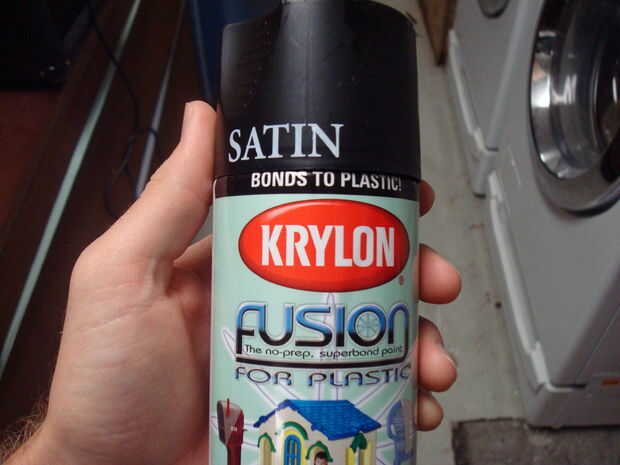 SATIN
BONDS TO PLASTIC!
KRYLON®
FUSION
The no-prep, superbond paint
FOR PLASTIC